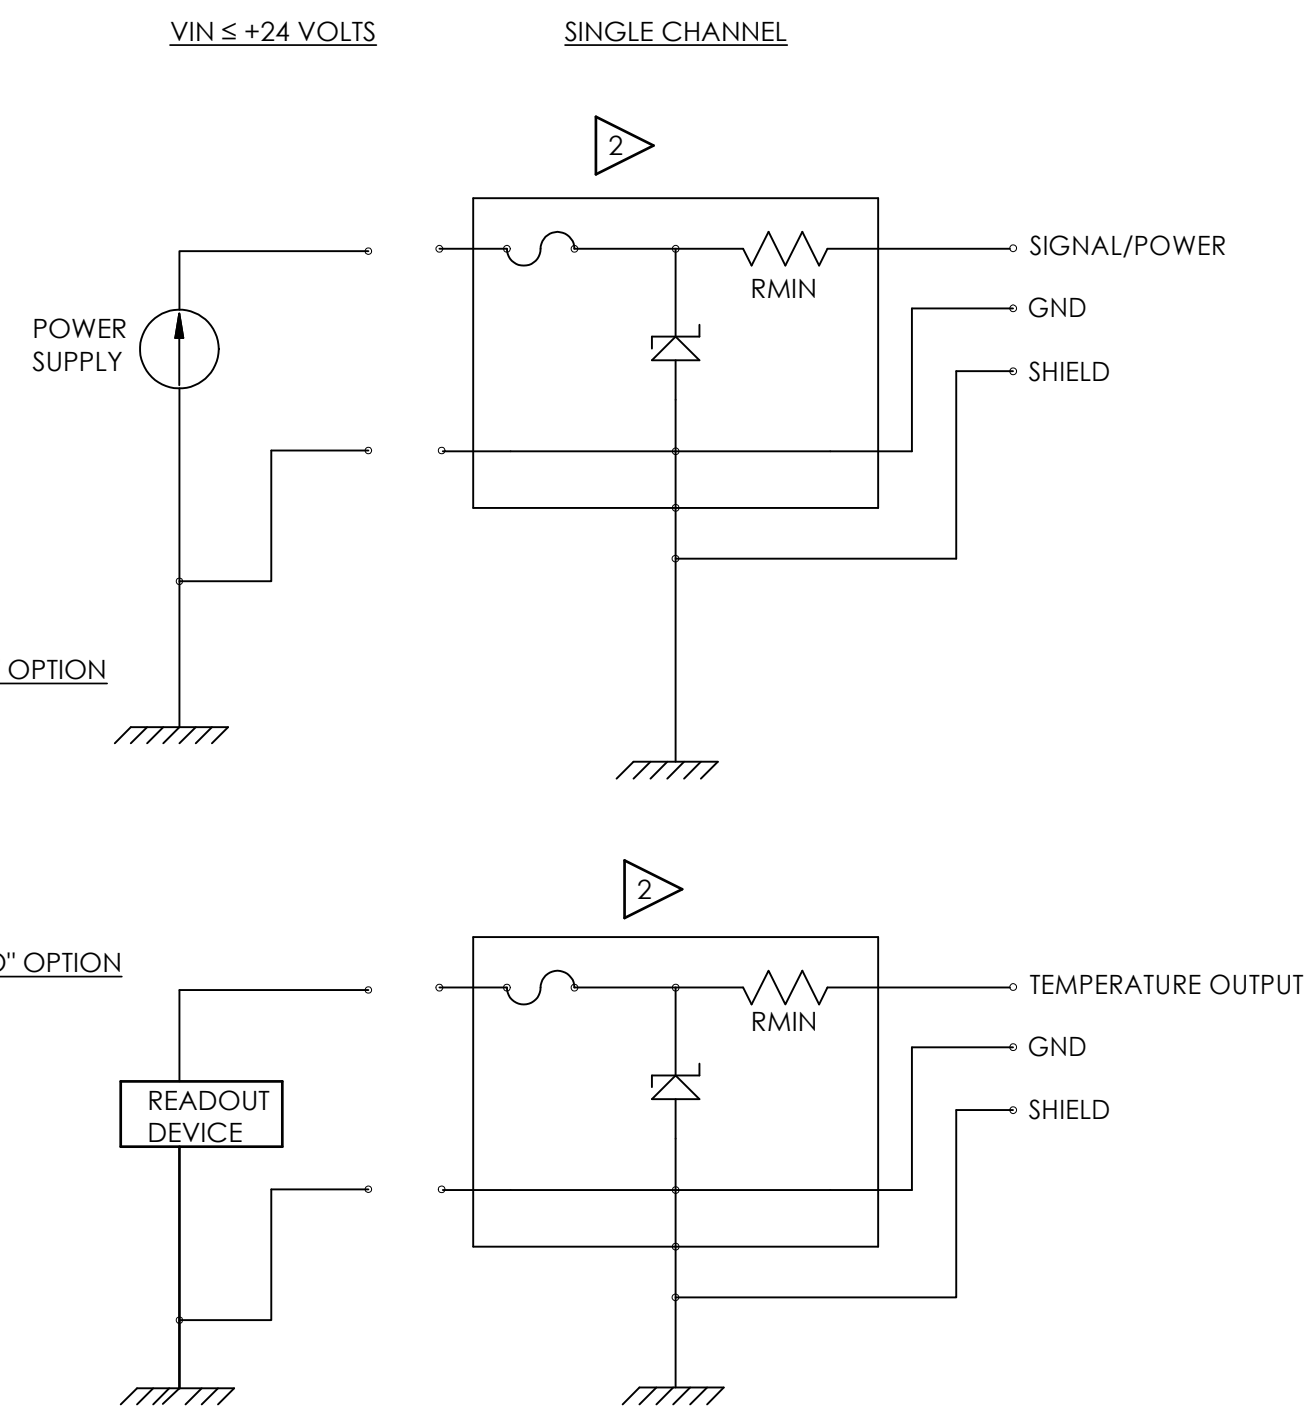 VIN ≤ +24 VOLTS
SINGLE CHANNEL
2
SIGNAL/POWER
RMIN
GND
POWER
SUPPLY
SHIELD
OPTION
2
" OPTION
TEMPERATURE OUTPUT
RMIN
GND
READOUT
DEVICE
SHIELD